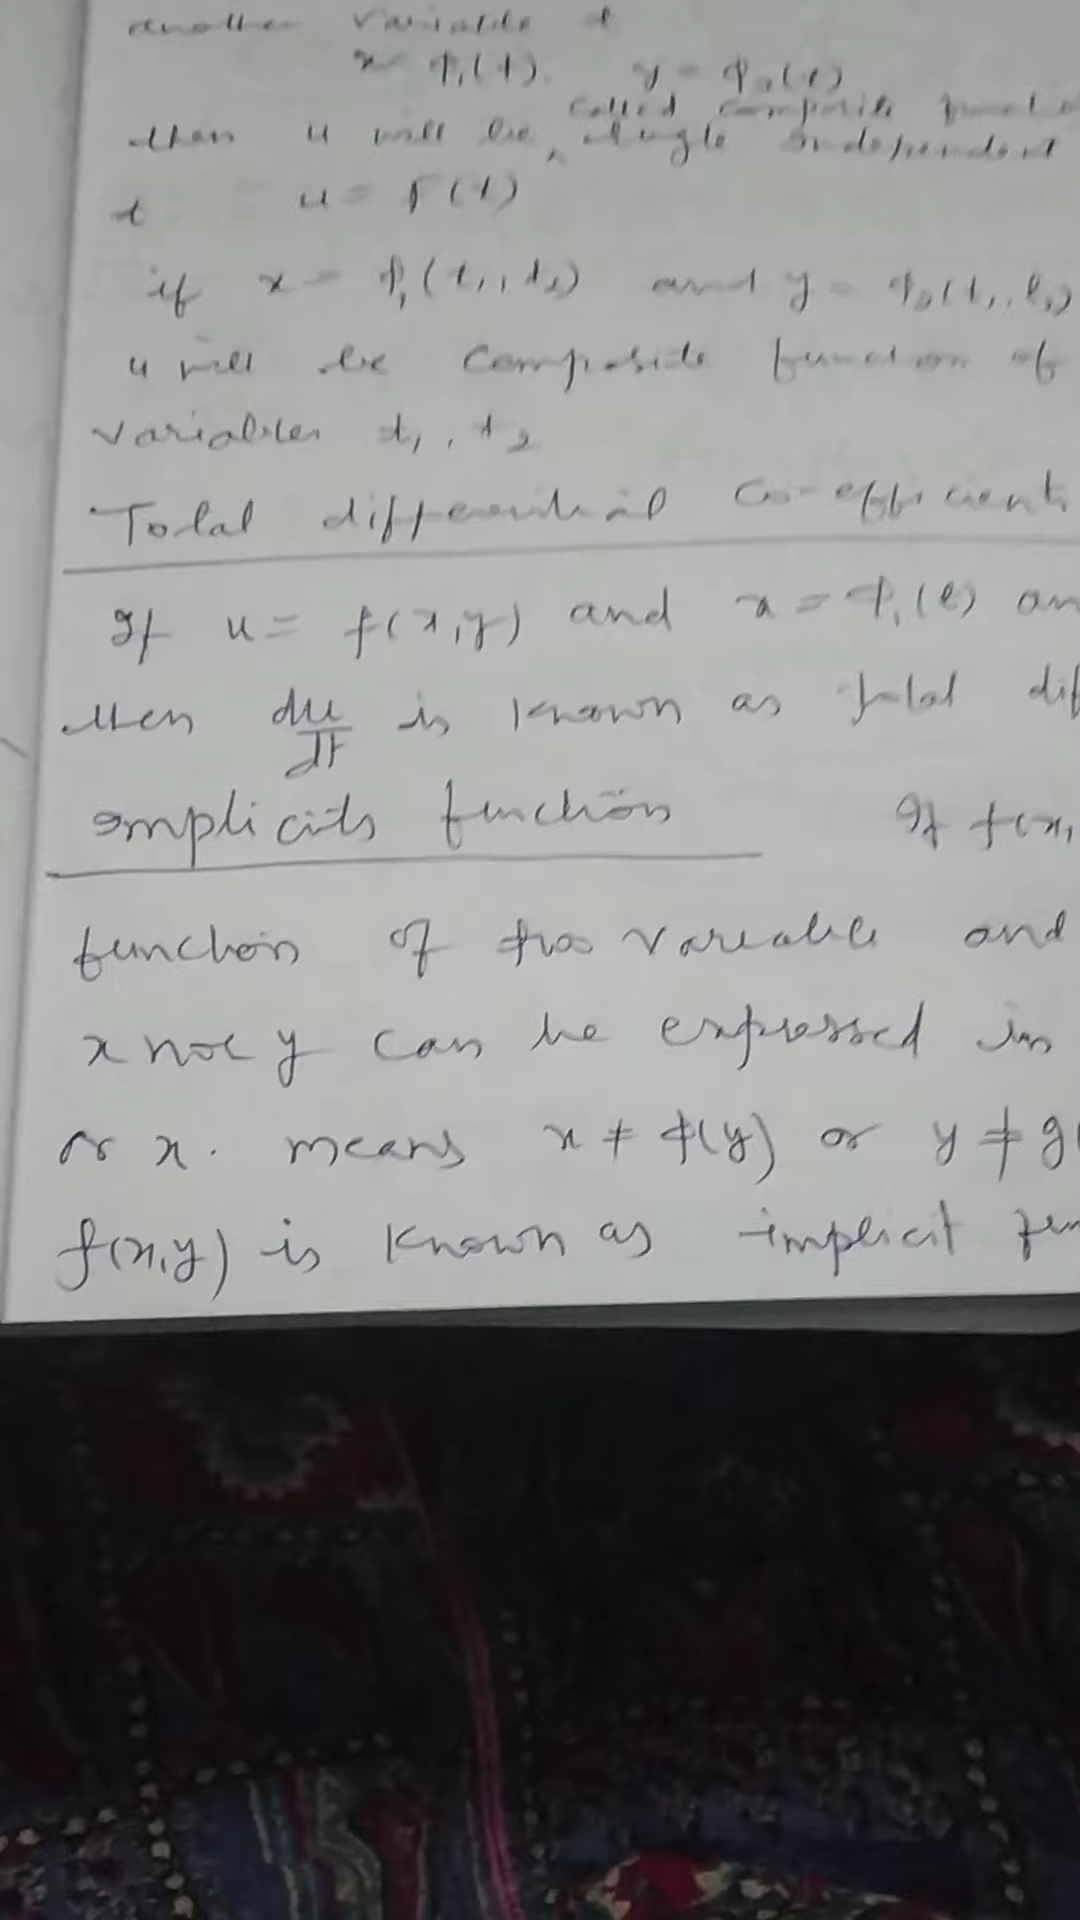 another variable t
x = φ₁(t) y = φ₂(t)
called composite
then u will be single independent
t u = F(t)
if x = φ₁(t₁, t₂) and y = φ₂(t₁, t₂)
u will be composite function of
variables t₁, t₂
Total differential co-efficient
If u = f(x,y) and x = φ₁(t) an
then du/dt is known as total dif
implicits function If f(x,
function of two variable and
x not y can be expressed in
or x. means x ≠ φ(y) or y ≠ g(
f(x,y) is known as implicit fun